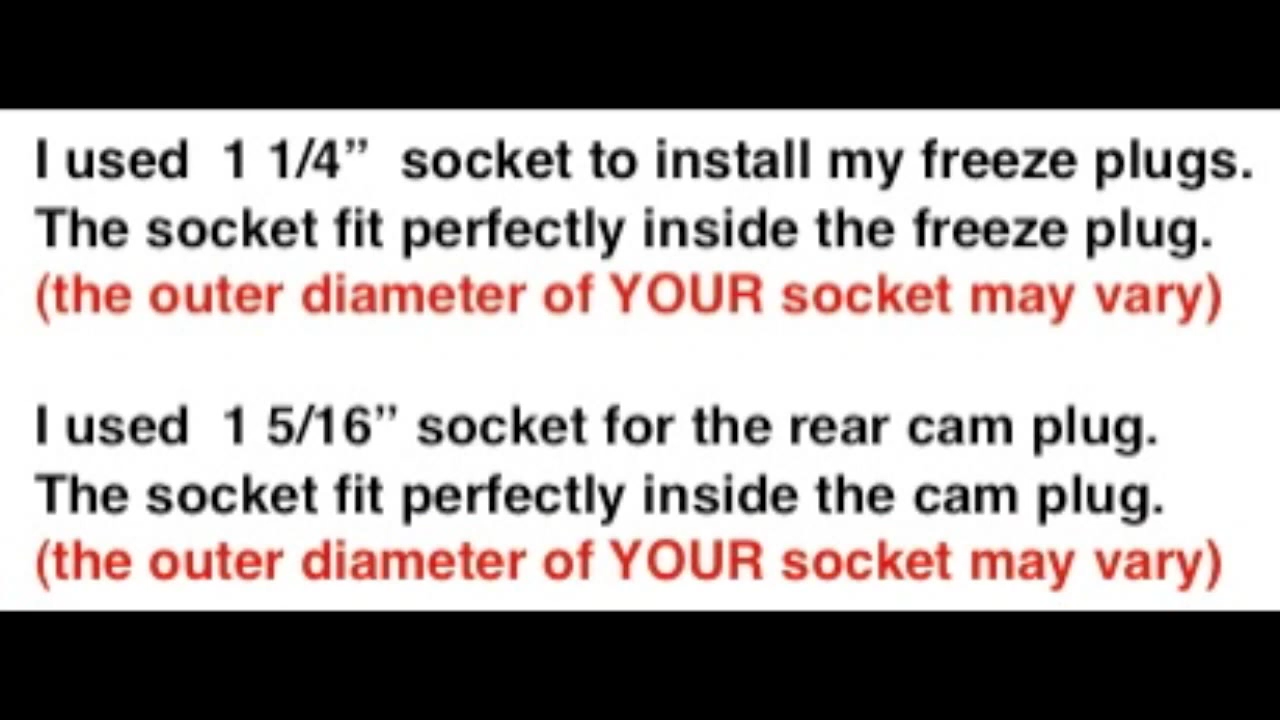 I used  1 1/4”  socket to install my freeze plugs.
The socket fit perfectly inside the freeze plug.
(the outer diameter of YOUR socket may vary)
I used  1 5/16” socket for the rear cam plug.
The socket fit perfectly inside the cam plug.
(the outer diameter of YOUR socket may vary)